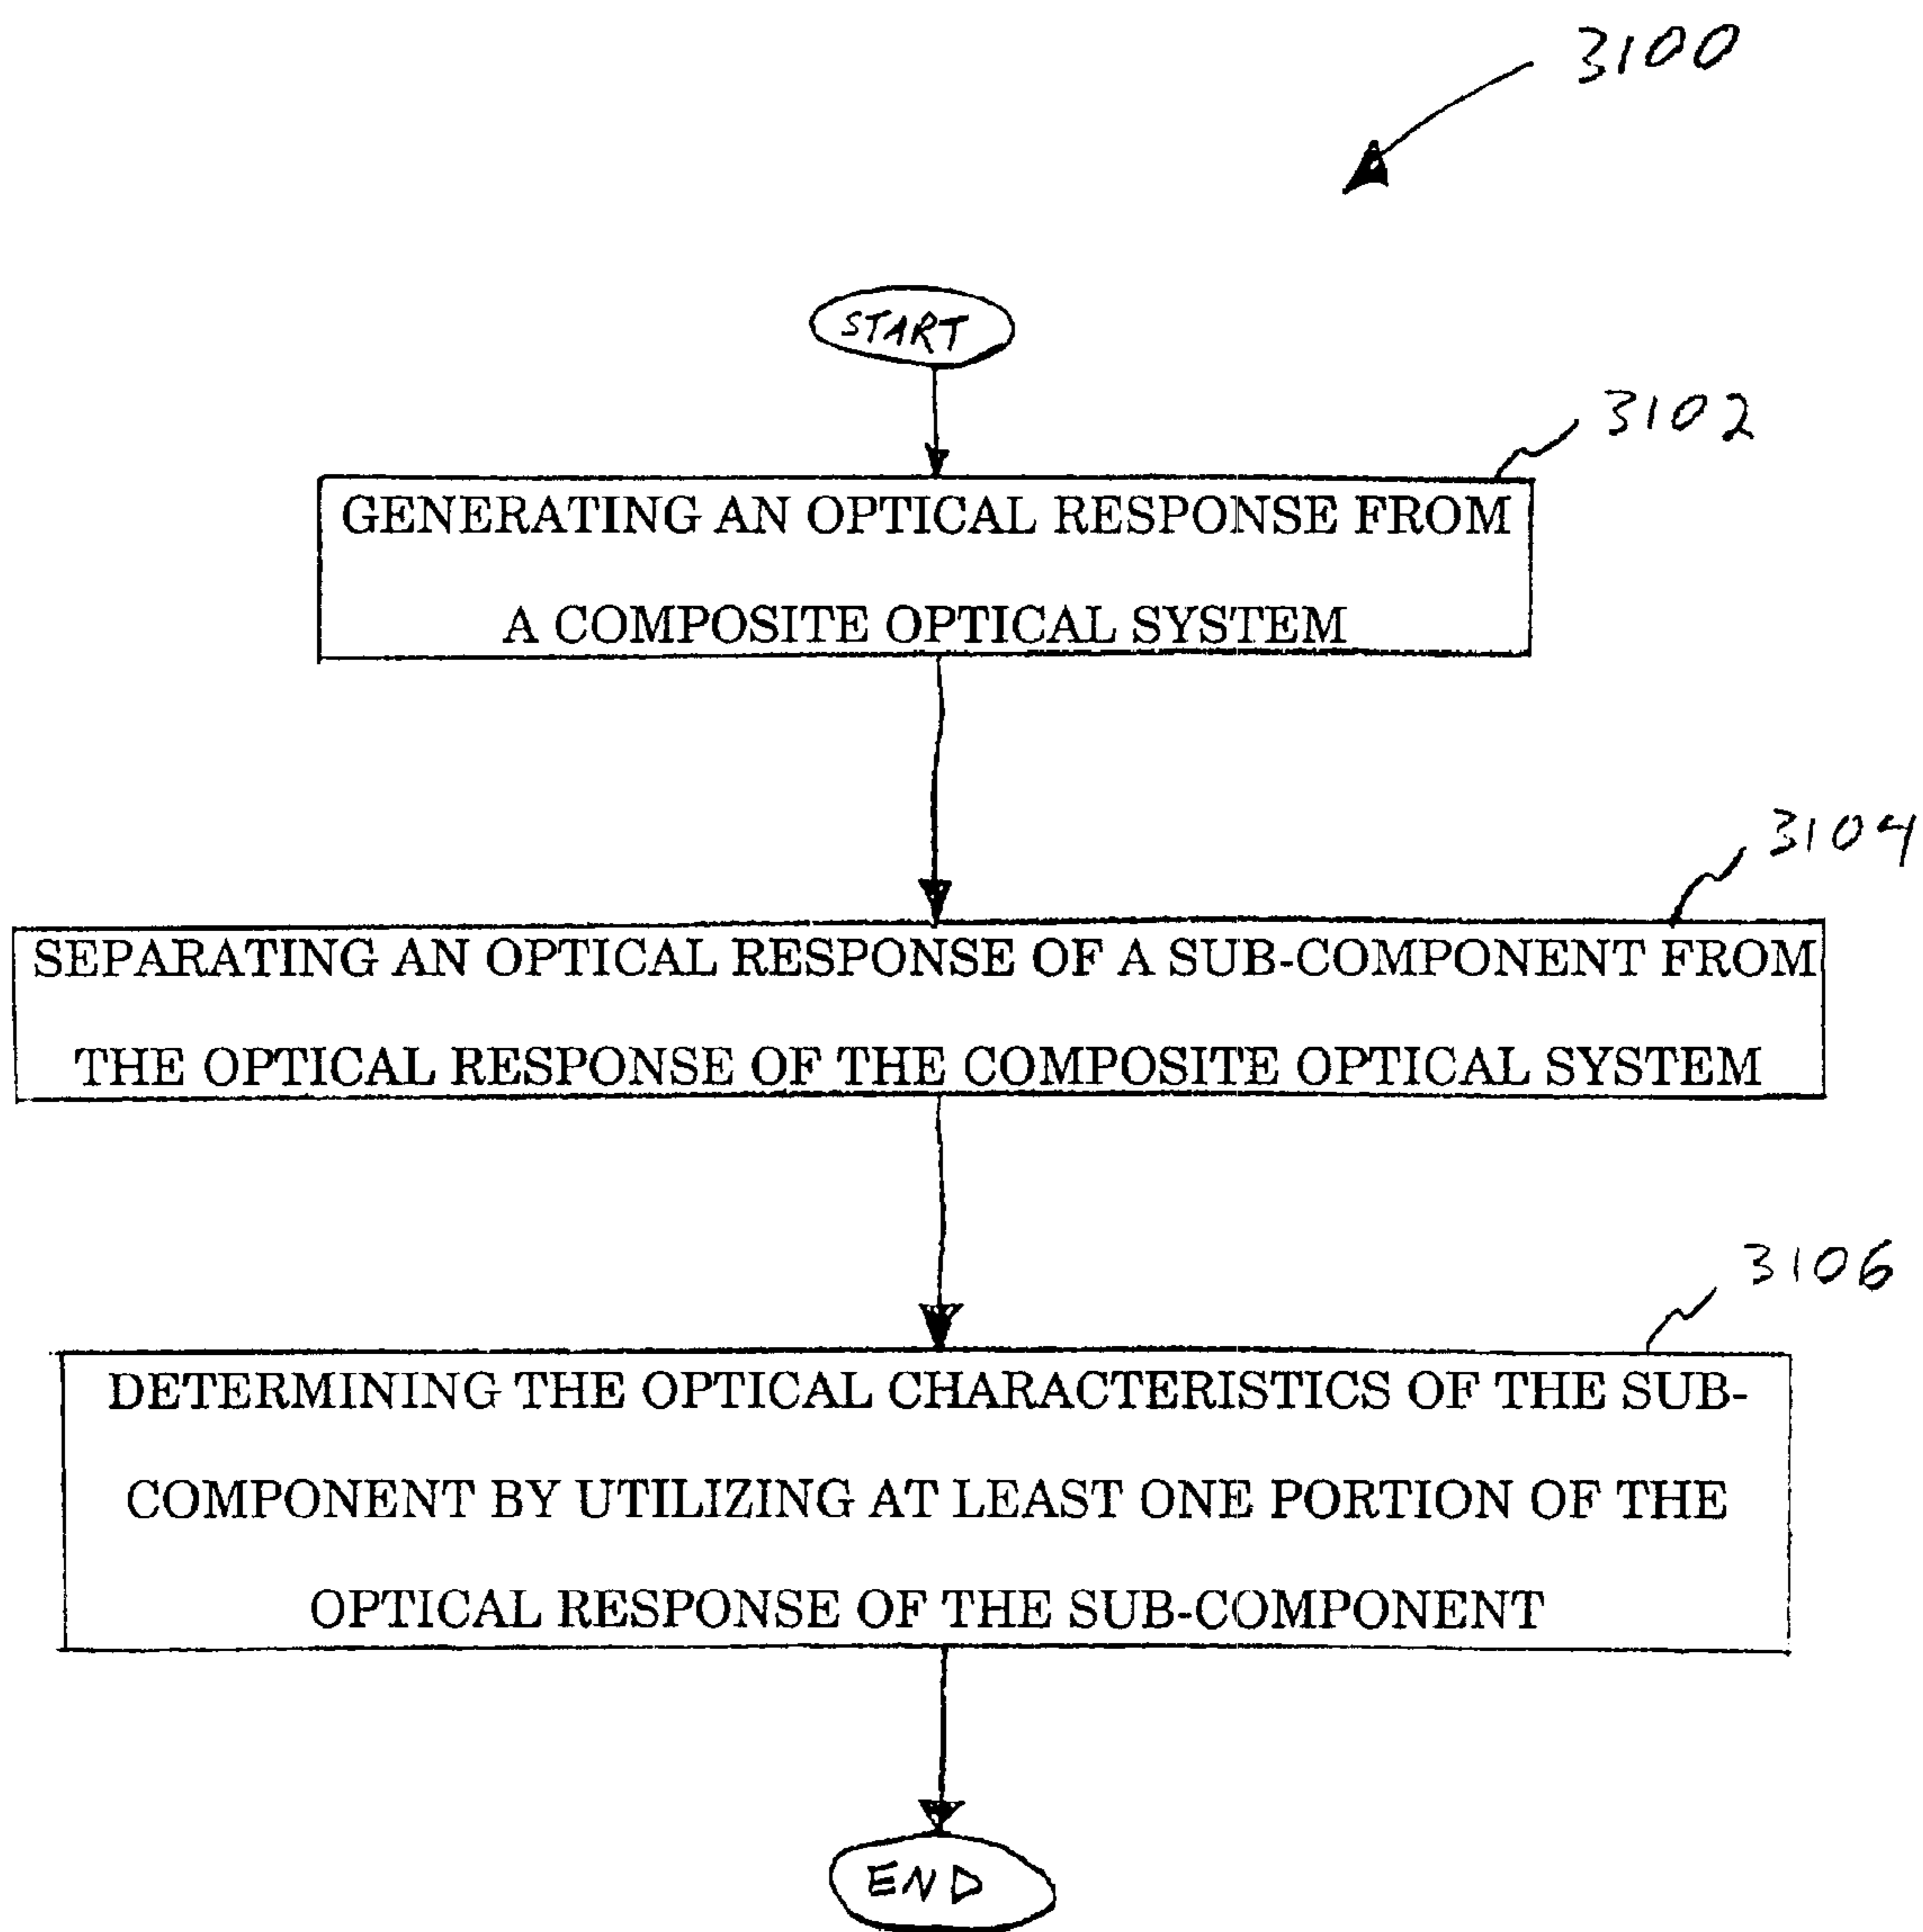 3100
START
3102
GENERATING AN OPTICAL RESPONSE FROM
A COMPOSITE OPTICAL SYSTEM
3104
SEPARATING AN OPTICAL RESPONSE OF A SUB-COMPONENT FROM
THE OPTICAL RESPONSE OF THE COMPOSITE OPTICAL SYSTEM
3106
DETERMINING THE OPTICAL CHARACTERISTICS OF THE SUB-
COMPONENT BY UTILIZING AT LEAST ONE PORTION OF THE
OPTICAL RESPONSE OF THE SUB-COMPONENT
END